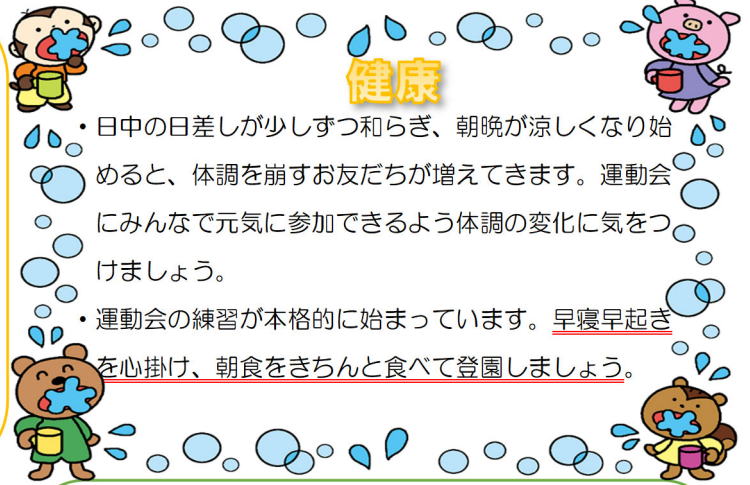 健康
・日中の日差しが少しずつ和らぎ、朝晩が涼しくなり始
めると、体調を崩すお友だちが増えてきます。運動会
にみんなで元気に参加できるよう体調の変化に気をつ
けましょう。
・運動会の練習が本格的に始まっています。早寝早起き
を心掛け、朝食をきちんと食べて登園しましょう。